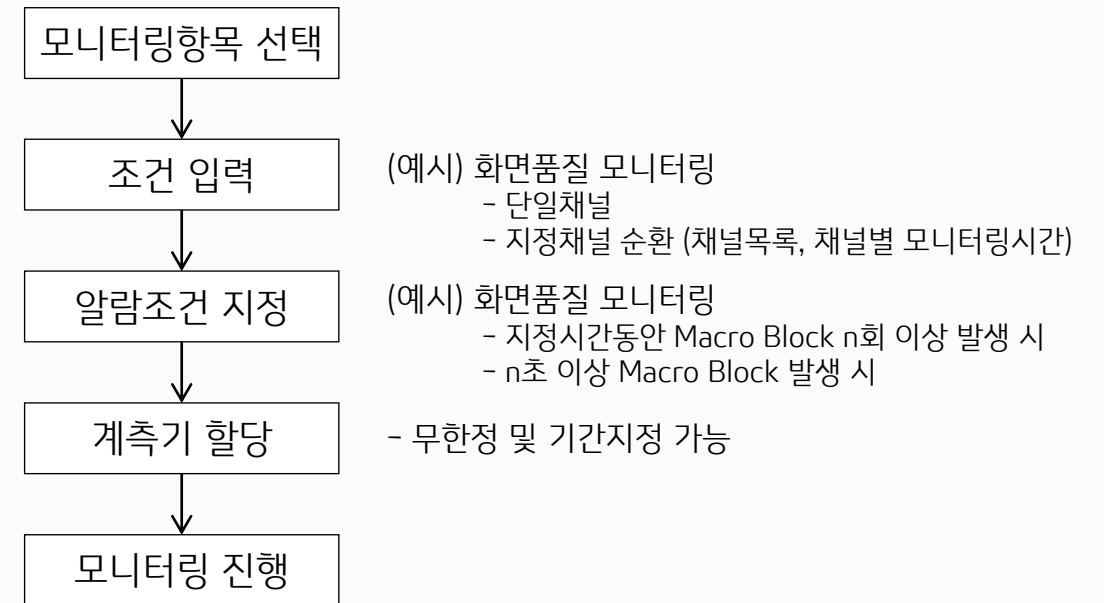 모니터링항목 선택
조건 입력
(예시) 화면품질 모니터링
- 단일채널
- 지정채널 순환 (채널목록, 채널별 모니터링시간)
알람조건 지정
(예시) 화면품질 모니터링
- 지정시간동안 Macro Block n회 이상 발생 시
- n초 이상 Macro Block 발생 시
계측기 할당
- 무한정 및 기간지정 가능
모니터링 진행